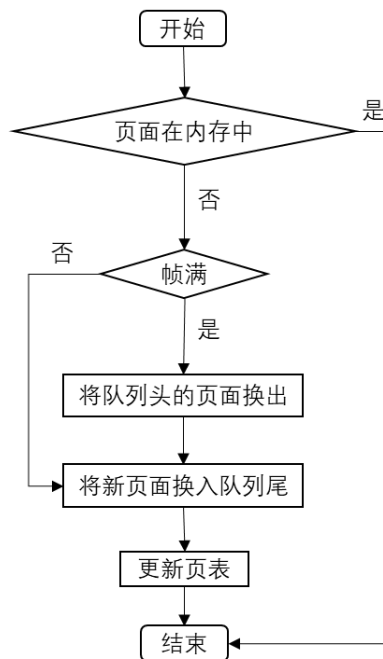 开始
是
页面在内存中
否
否
帧满
是
将队列头的页面换出
将新页面换入队列尾
更新页表
结束